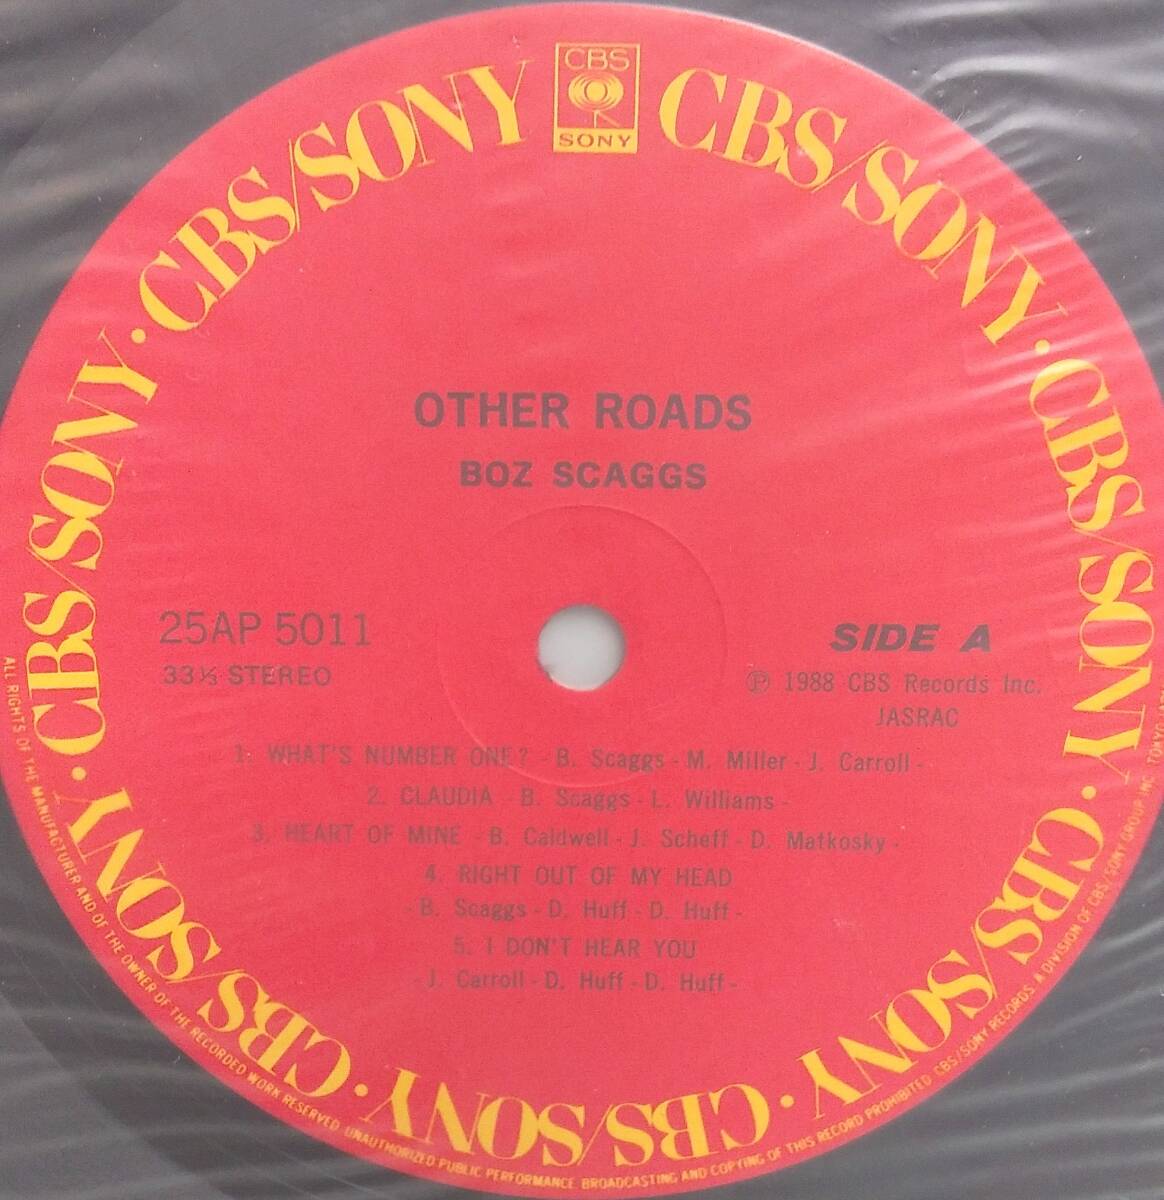 CBS
SONY
CBS/SONY · CBS/SONY · CBS/SONY · CBS/SONY · CBS/SONY · CBS/SONY · CBS/SONY · CBS/SONY
OTHER ROADS
BOZ SCAGGS
25AP 5011
33⅓ STEREO
SIDE A
Ⓟ 1988 CBS Records Inc.
JASRAC
1. WHAT'S NUMBER ONE? - B. Scaggs - M. Miller - J. Carroll -
2. CLAUDIA - B. Scaggs - L. Williams -
3. HEART OF MINE - B. Caldwell - J. Scheff - D. Matkosky -
4. RIGHT OUT OF MY HEAD
- B. Scaggs - D. Huff - D. Huff -
5. I DON'T HEAR YOU
- J. Carroll - D. Huff - D. Huff -
ALL RIGHTS OF THE MANUFACTURER AND OF THE OWNER OF THE RECORDED WORK RESERVED. UNAUTHORIZED PUBLIC PERFORMANCE BROADCASTING AND COPYING OF THIS RECORD PROHIBITED. CBS/SONY RECORDS. A DIVISION OF CBS/SONY GROUP INC. TOKYO